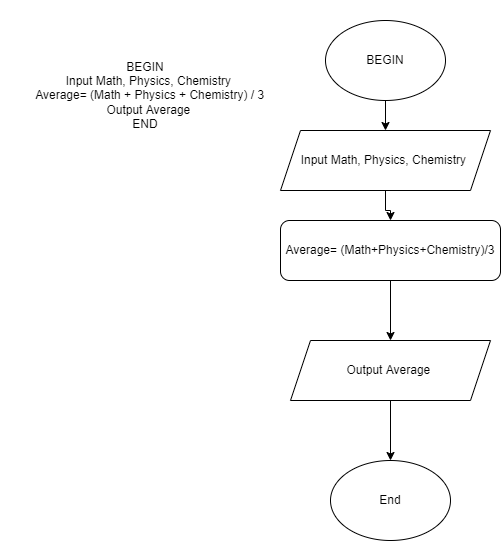 BEGIN
Input Math, Physics, Chemistry
Average= (Math + Physics + Chemistry) / 3
Output Average
END
BEGIN
Input Math, Physics, Chemistry
Average= (Math+Physics+Chemistry)/3
Output Average
End